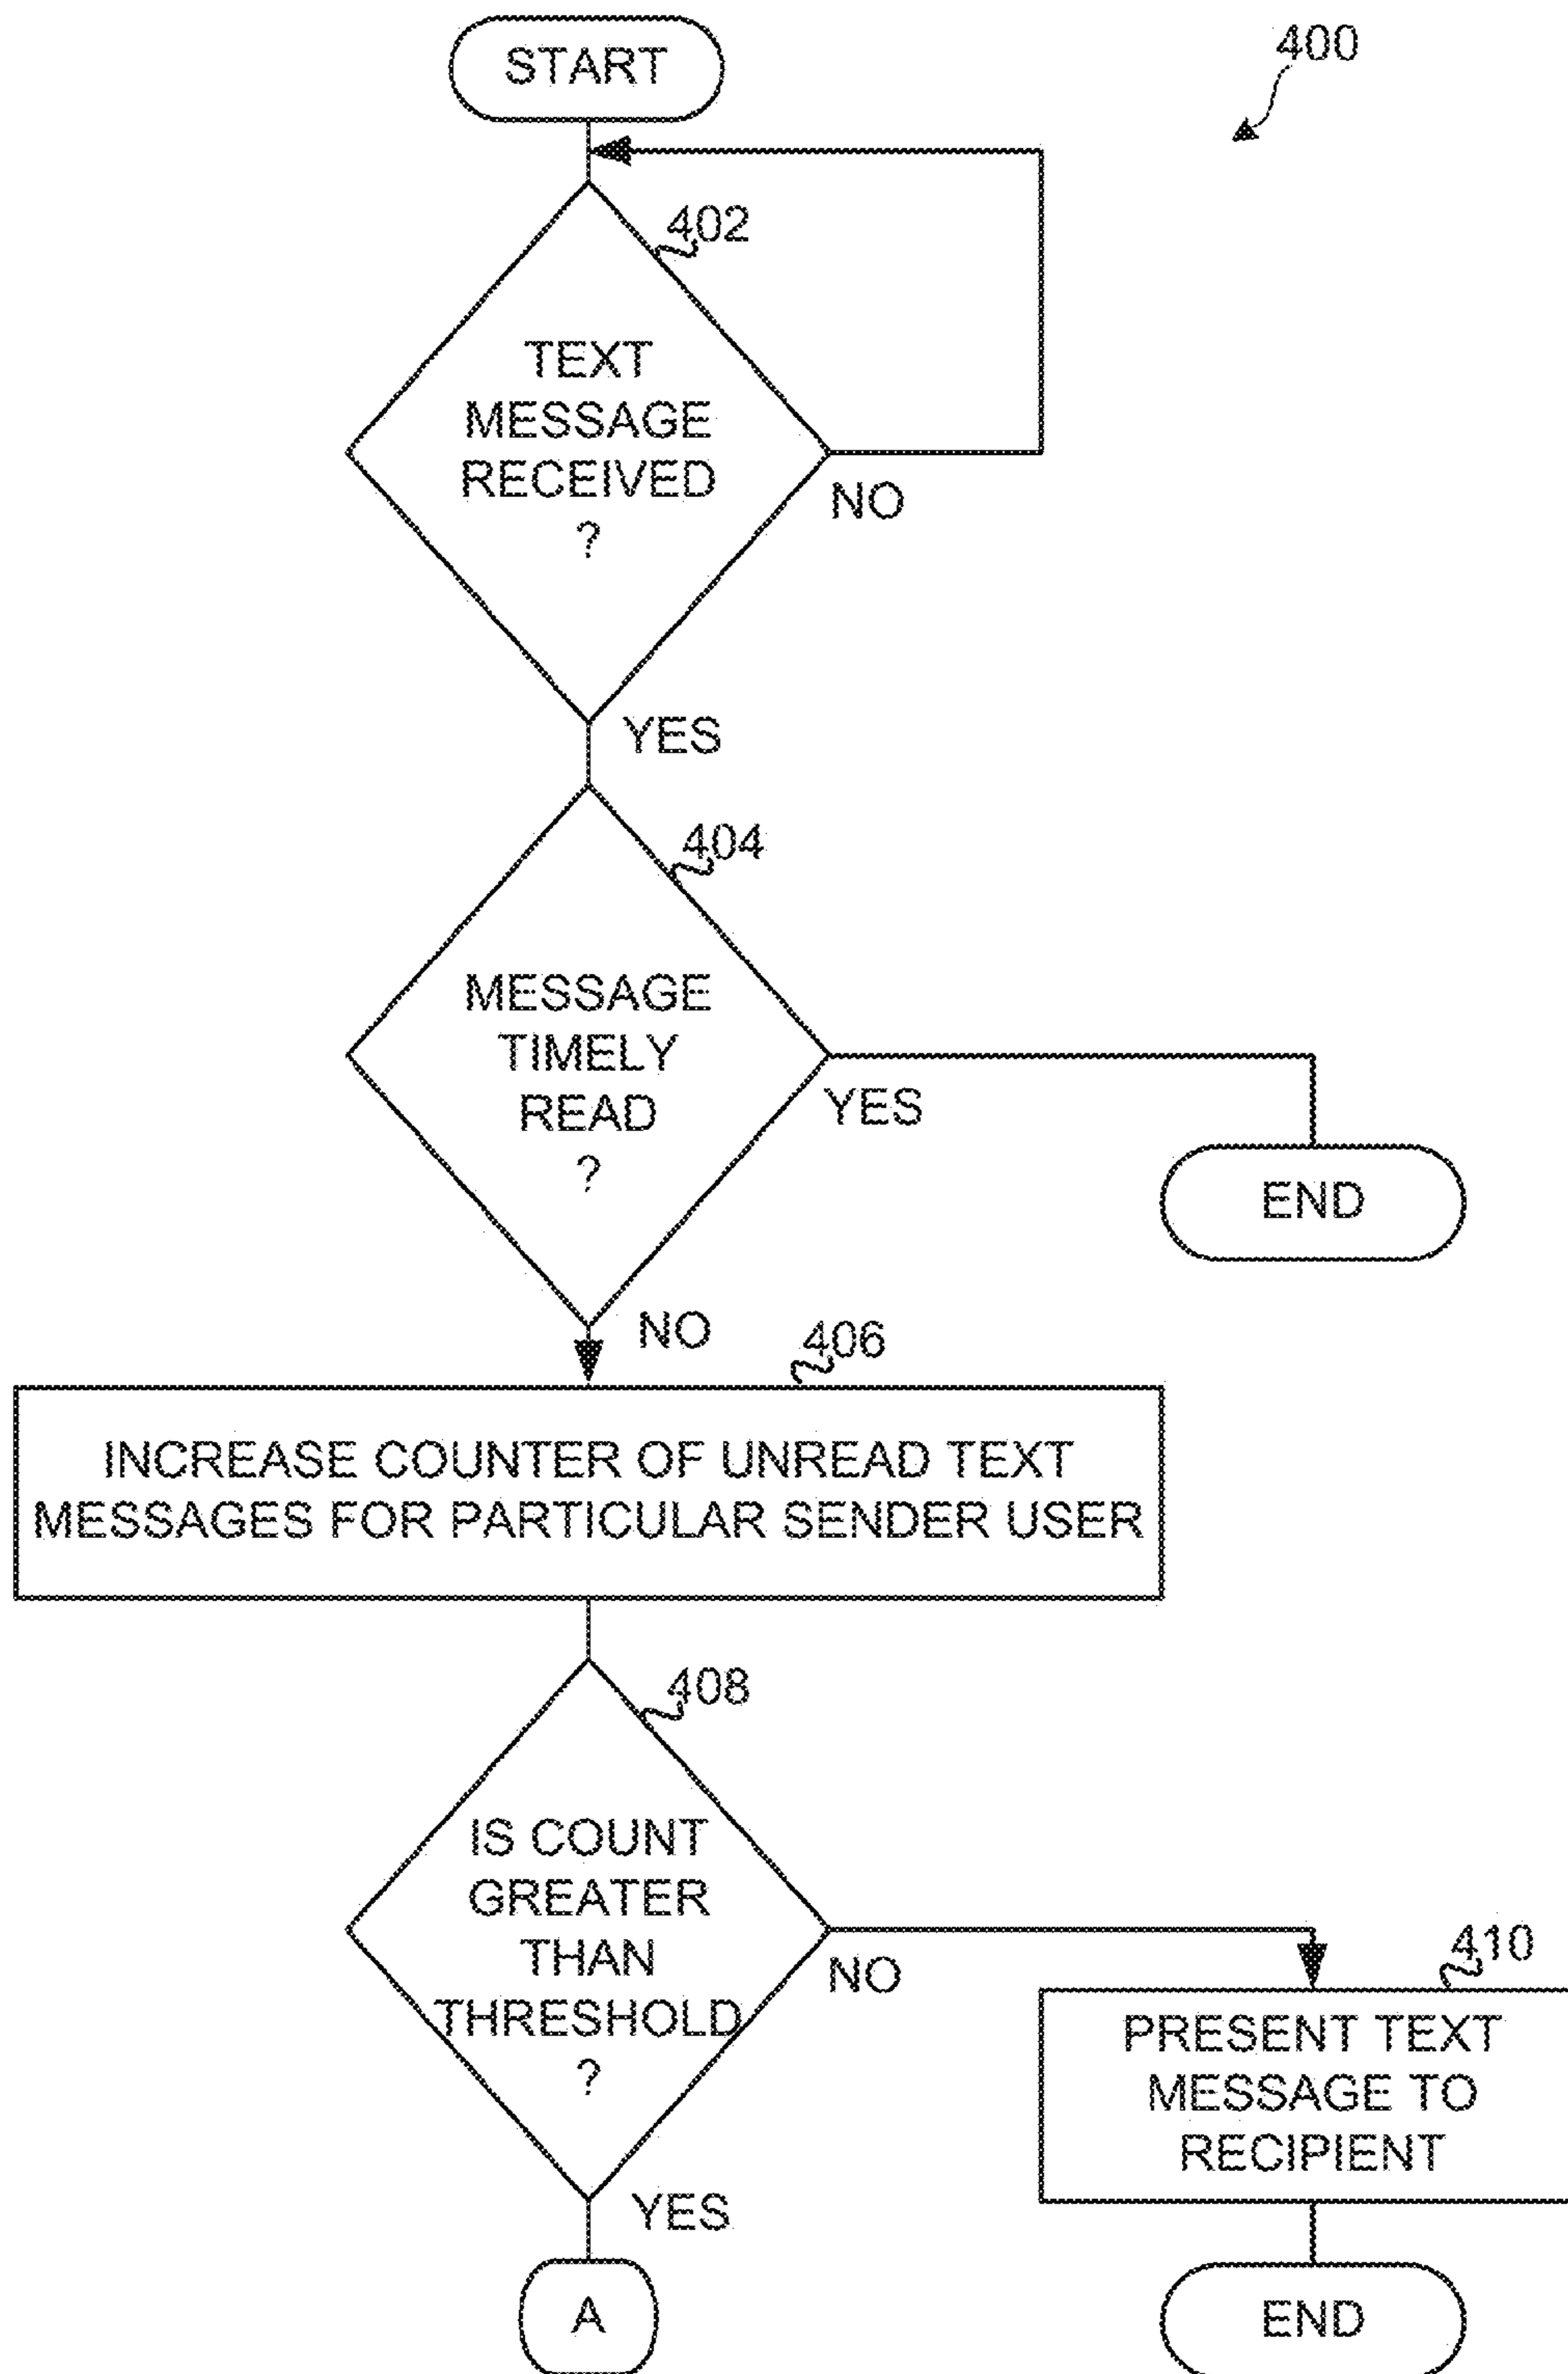 START
400
402
TEXT
MESSAGE
RECEIVED
?
NO
YES
404
MESSAGE
TIMELY
READ
?
YES
END
NO
406
INCREASE COUNTER OF UNREAD TEXT
MESSAGES FOR PARTICULAR SENDER USER
408
IS COUNT
GREATER
THAN
THRESHOLD
?
NO
410
PRESENT TEXT
MESSAGE TO
RECIPIENT
YES
A
END